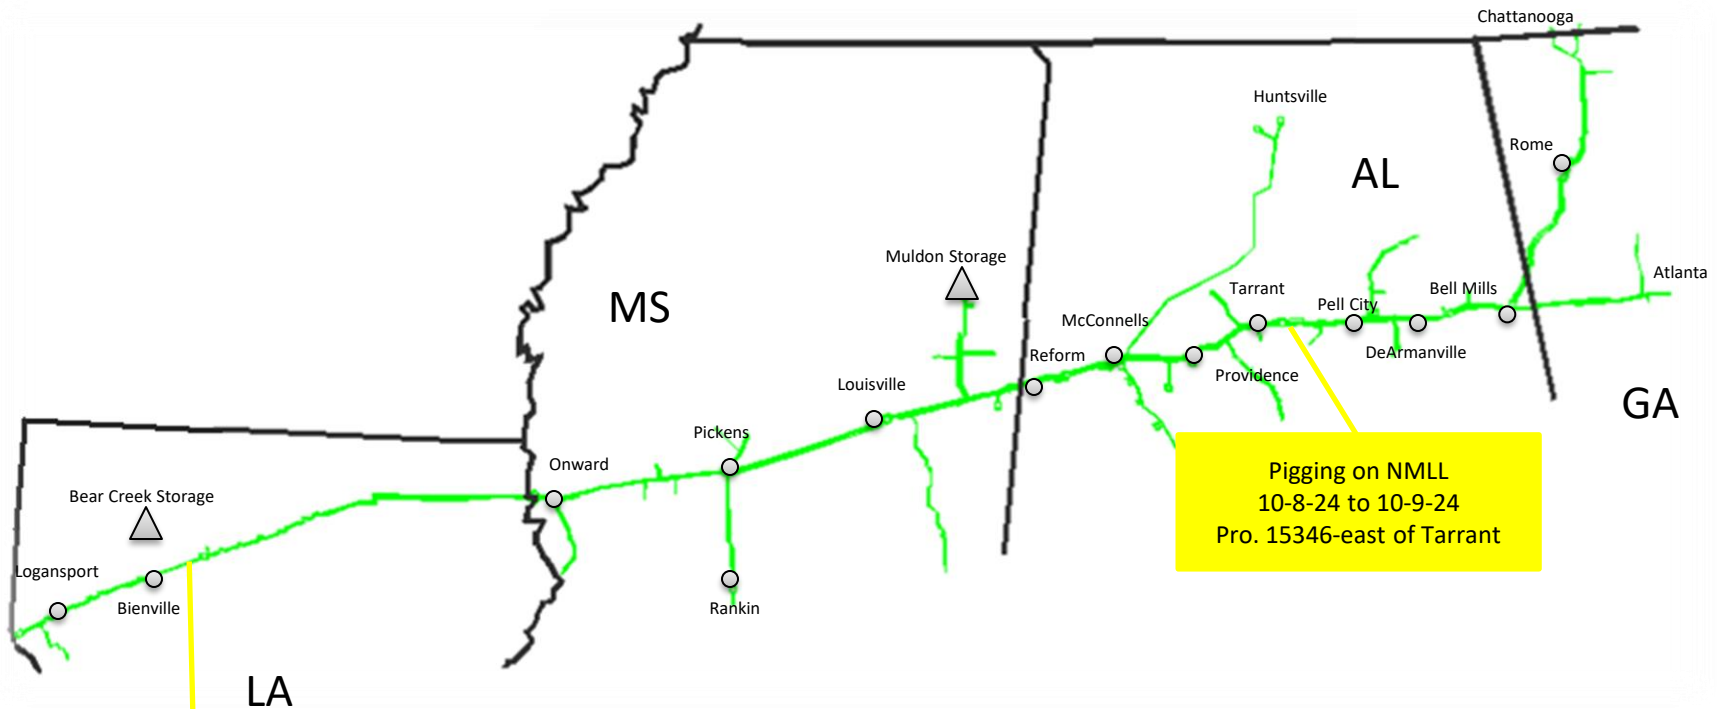 Chattanooga
Huntsville
Rome
AL
Muldon Storage
Atlanta
Tarrant
Bell Mills
MS
Pell City
McConnells
Reform
DeArmanville
Providence
Louisville
GA
Pickens
Onward
Pigging on NMLL
10-8-24 to 10-9-24
Pro. 15346-east of Tarrant
Bear Creek Storage
Logansport
Bienville
Rankin
LA